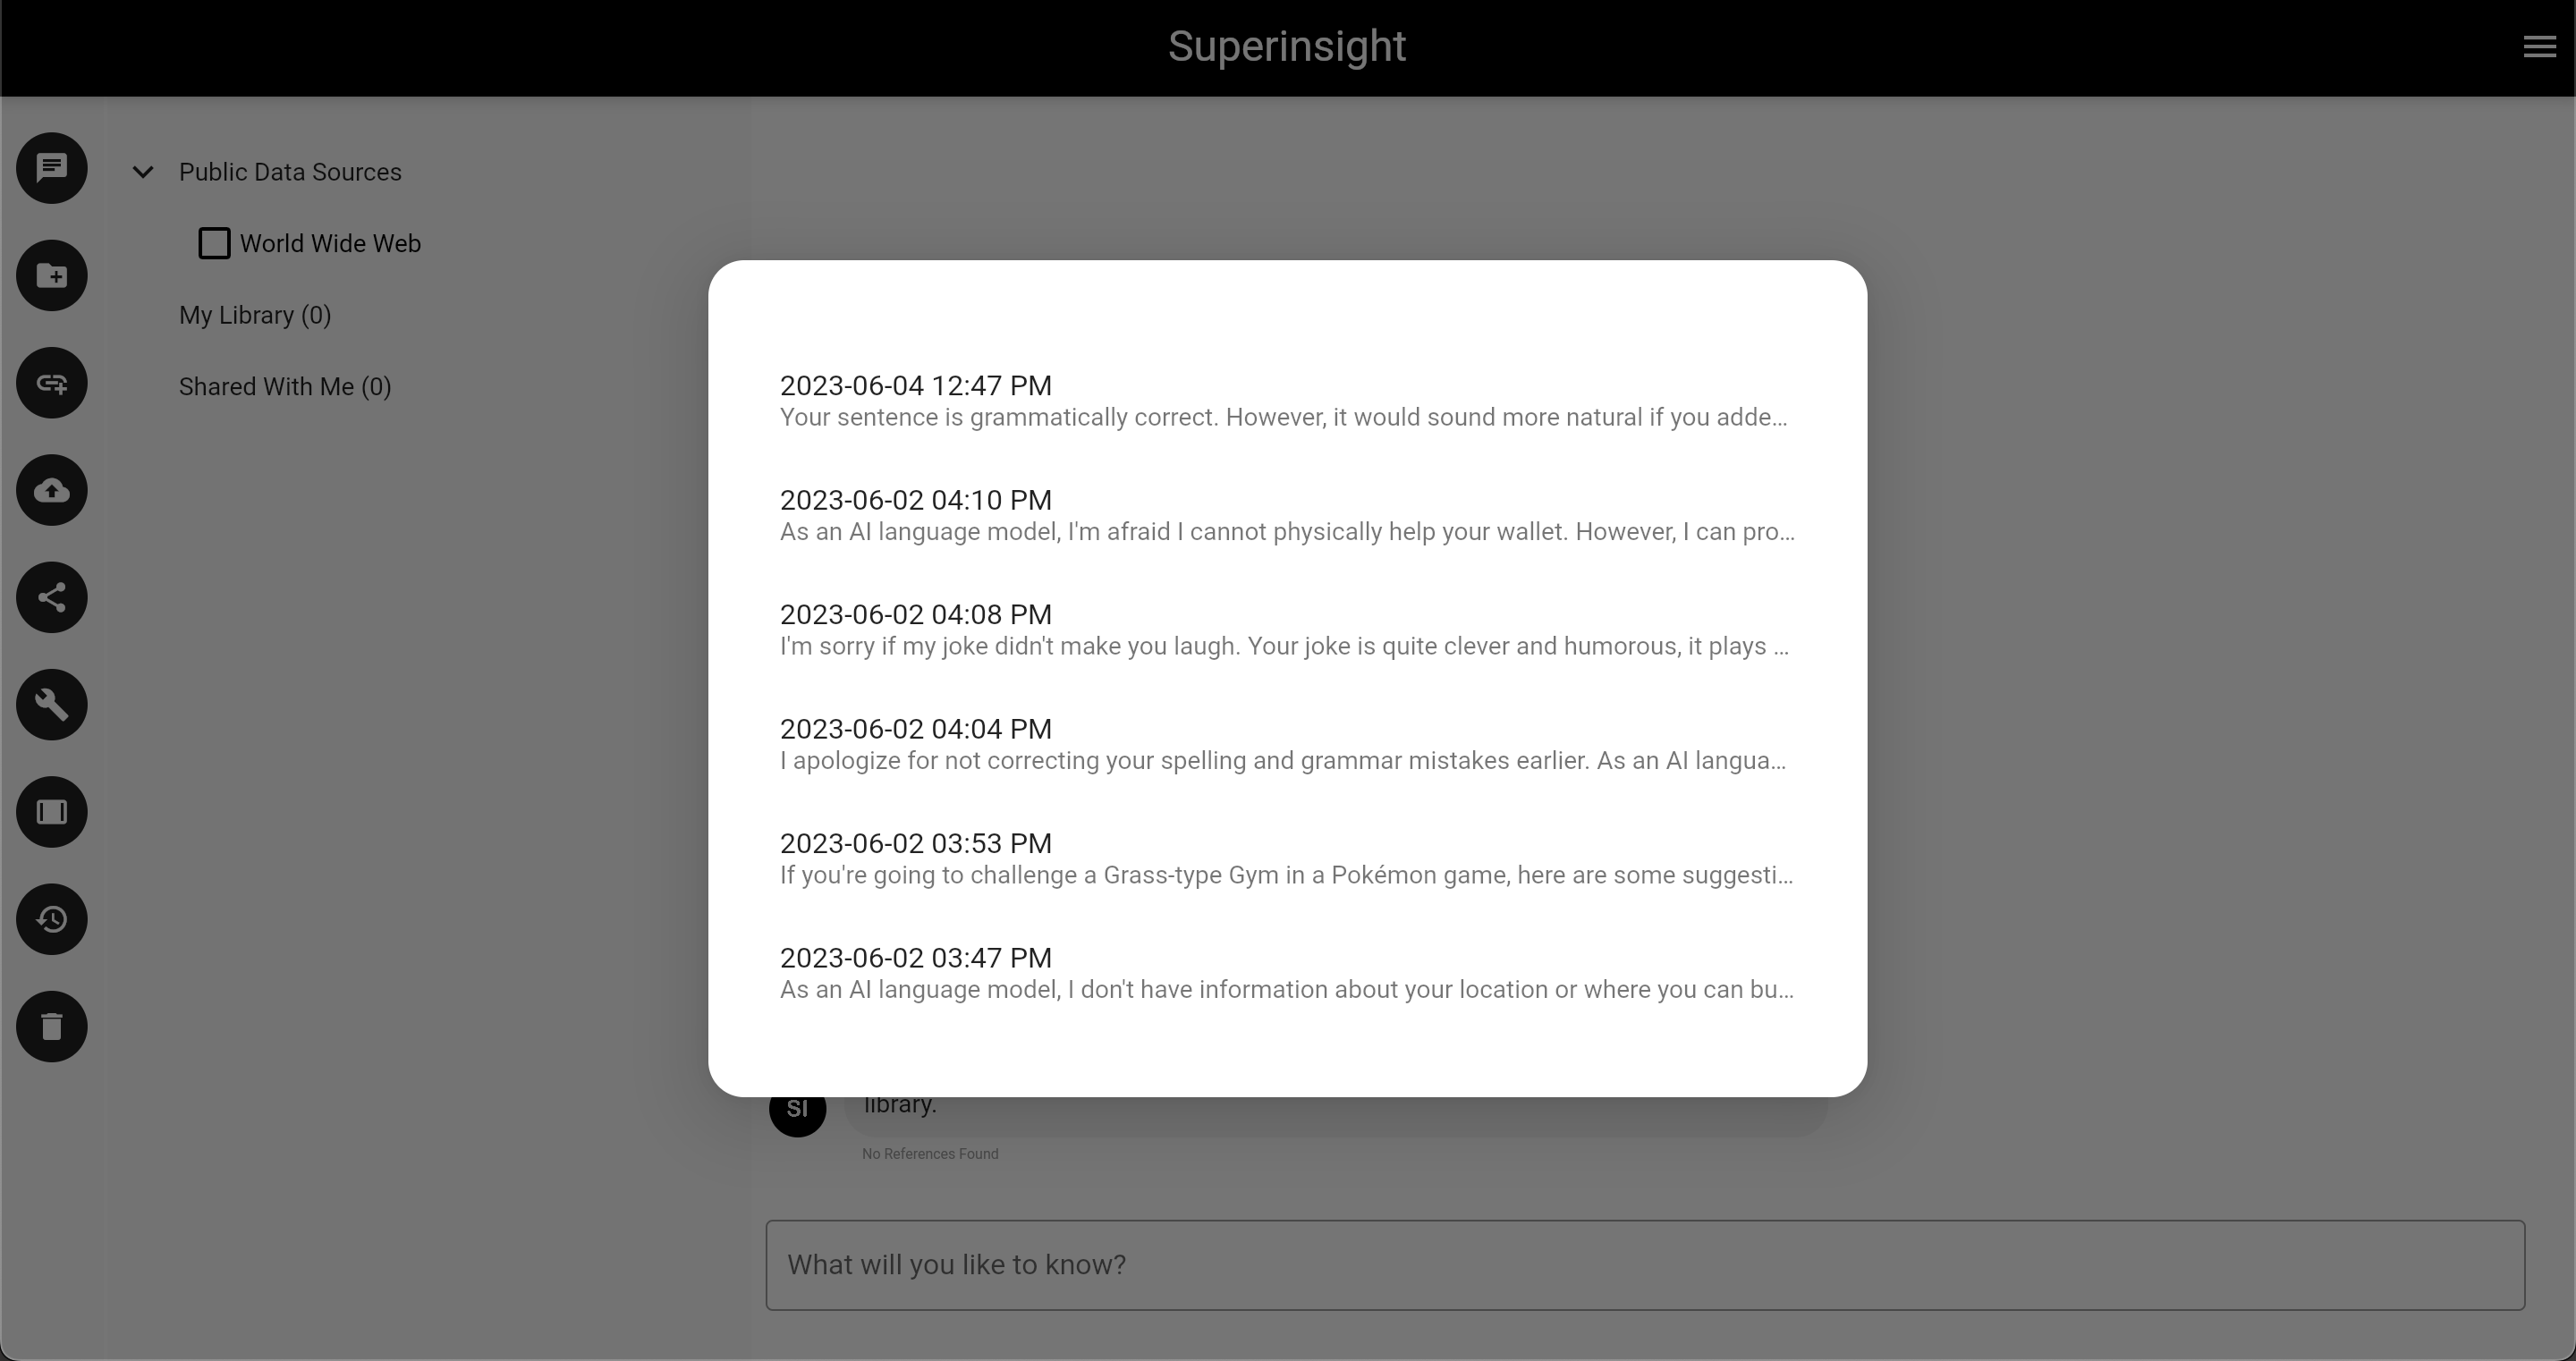 Superinsight
Public Data Sources
World Wide Web
My Library (0)
Shared With Me (0)
2023-06-04 12:47 PM
Your sentence is grammatically correct. However, it would sound more natural if you adde...
2023-06-02 04:10 PM
As an AI language model, I'm afraid I cannot physically help your wallet. However, I can pro...
2023-06-02 04:08 PM
I'm sorry if my joke didn't make you laugh. Your joke is quite clever and humorous, it plays ...
2023-06-02 04:04 PM
I apologize for not correcting your spelling and grammar mistakes earlier. As an AI langua...
2023-06-02 03:53 PM
If you're going to challenge a Grass-type Gym in a Pokémon game, here are some suggesti...
2023-06-02 03:47 PM
As an AI language model, I don't have information about your location or where you can bu...
SI
library.
No References Found
What will you like to know?